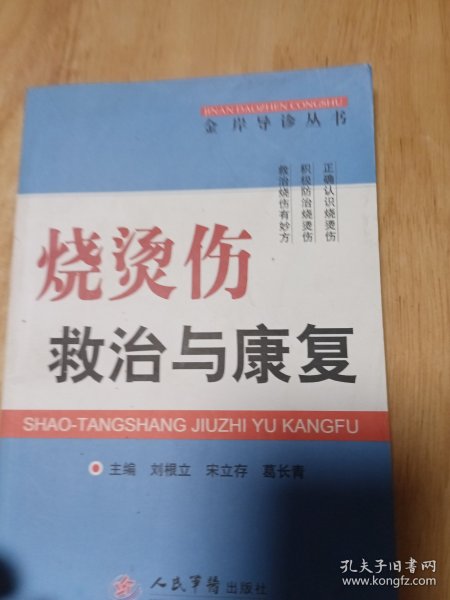 JINAN DAOZHEN CONGSHU
金岸导诊丛书
正确认识烧烫伤
积极防治烧烫伤
救治烧伤有妙方
烧烫伤
救治与康复
SHAO-TANGSHANG JIUZHI YU KANGFU
主编 刘根立 宋立存 葛长青
人民军医出版社
孔夫子旧书网
www.kongfz.com